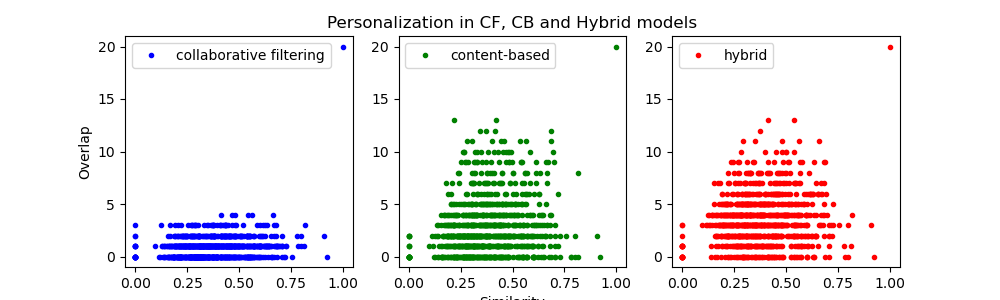 Personalization in CF, CB and Hybrid models
Overlap
20
15
10
5
0
collaborative filtering
0.00 0.25 0.50 0.75 1.00
20
15
10
5
0
content-based
0.00 0.25 0.50 0.75 1.00
Similarity
20
15
10
5
0
hybrid
0.00 0.25 0.50 0.75 1.00